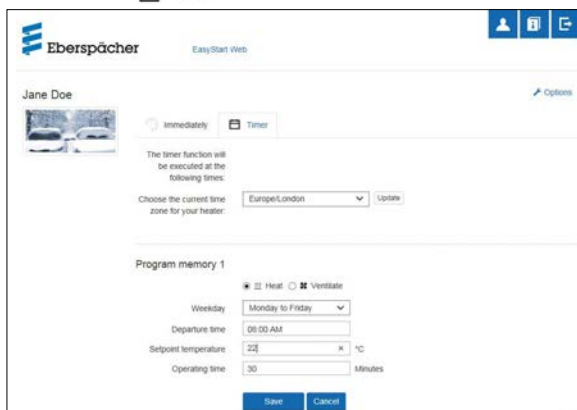 Eberspächer
EasyStart Web
Jane Doe
Options
Immediately
Timer
The timer function will
be executed at the
following times:
Choose the current time
zone for your heater:
Europe/London
Update
Program memory 1
Heat
Ventilate
Weekday
Monday to Friday
Departure time
08:00 AM
Setpoint temperature
22
°C
Operating time
30
Minutes
Save
Cancel